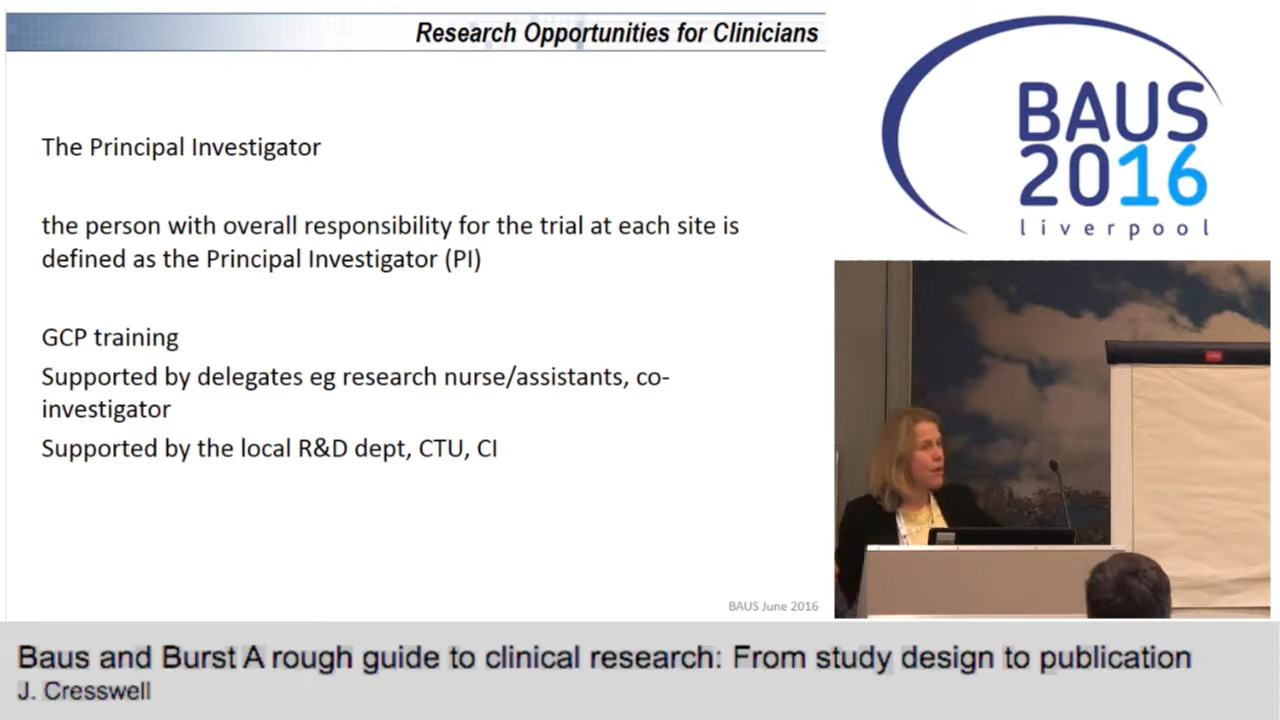 Research Opportunities for Clinicians
The Principal Investigator
the person with overall responsibility for the trial at each site is
defined as the Principal Investigator (PI)
GCP training
Supported by delegates eg research nurse/assistants, co-
investigator
Supported by the local R&D dept, CTU, CI
BAUS June 2016
BAUS
2016
liverpool
Baus and Burst A rough guide to clinical research: From study design to publication
J. Cresswell